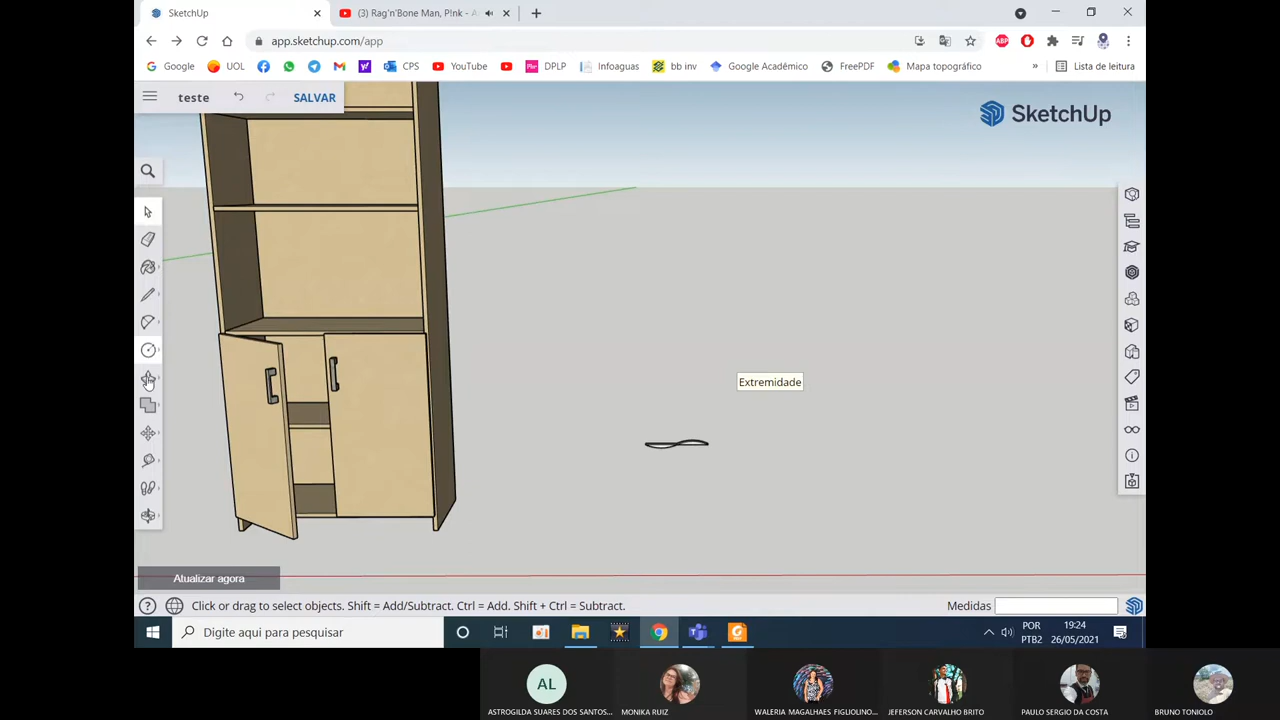 SketchUp
(3) Rag'n'Bone Man, P!nk - A
app.sketchup.com/app
ABP
Google
UOL
CPS
YouTube
DPLP
Infoaguas
bb inv
Google Acadêmico
FreePDF
Mapa topográfico
»
Lista de leitura
teste
SALVAR
SketchUp
Extremidade
Atualizar agora
Click or drag to select objects. Shift = Add/Subtract. Ctrl = Add. Shift + Ctrl = Subtract.
Medidas
Digite aqui para pesquisar
POR
PTB2
19:24
26/05/2021
AL
ASTROGILDA SUARES DOS SANTOS...
MONIKA RUIZ
WALERIA MAGALHAES FIGLIOLINO...
JEFERSON CARVALHO BRITO
PAULO SERGIO DA COSTA
BRUNO TONIOLO